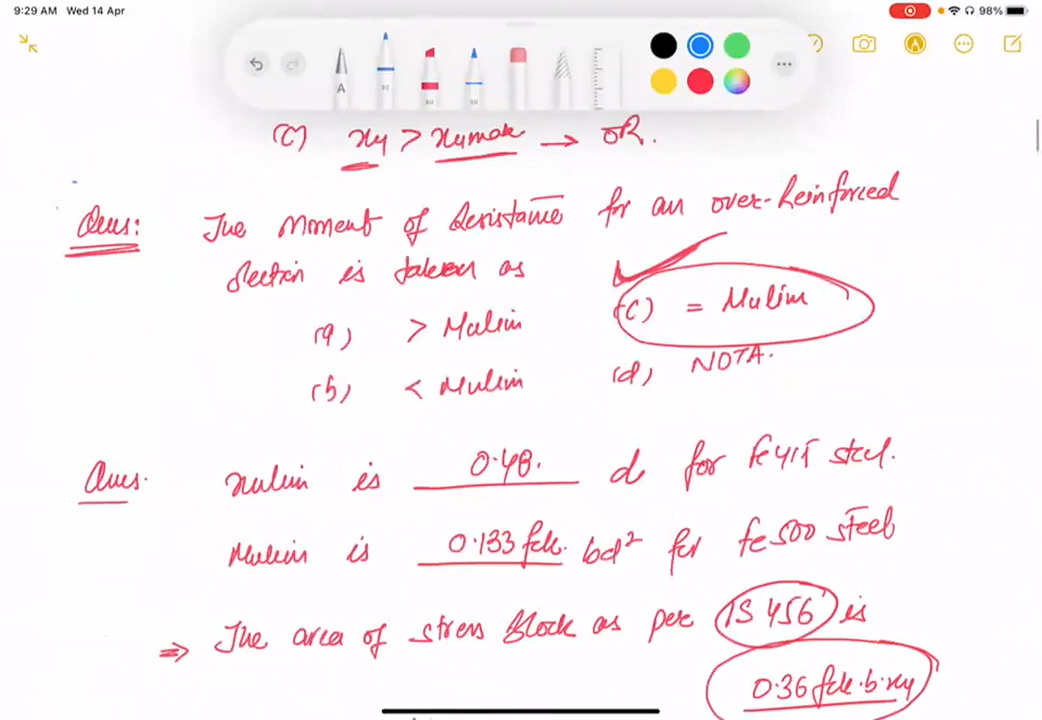 9:29 AM Wed 14 Apr
98%
A
(C) xu > xumax → OR.
Ques: The Moment of Resistance for an over-Reinforced
Section is taken as
(a) > Mulim (c) = Mulim
(b) < Mulim (d) NOTA.
Ques. xulim is 0.48. d for fe415 steel.
Mulim is 0.133 fck. bd² for fe500 steel
⇒ The area of stress Block as per IS 456 is
0.36 fck.b.xu